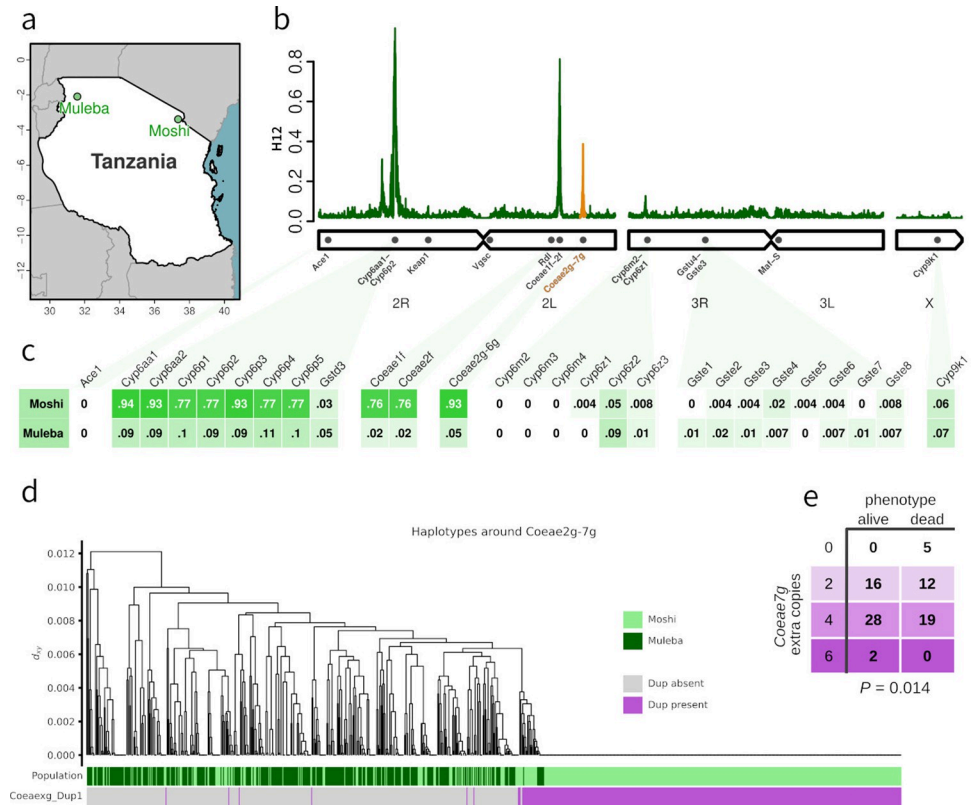 a
0
−2
−4
−6
−8
−10
−12
Muleba
Moshi
Tanzania
30 32 34 36 38 40
b
H12
0.8
0.6
0.4
0.2
0.0
Ace1
Cyp6aa1−
Cyp6p2
Keap1
Vgsc
Rdl
Coeae1f−2f
Coeae2g−7g
Cyp6m2−
Cyp6z1
Gstu4−
Gste3
Maf−S
Cyp9k1
2R 2L 3R 3L X
c
Ace1 Cyp6aa1 Cyp6aa2 Cyp6p1 Cyp6p2 Cyp6p3 Cyp6p4 Cyp6p5 Gstd3 Coeae1f Coeae2f Coeae2g-6g Cyp6m2 Cyp6m3 Cyp6m4 Cyp6z1 Cyp6z2 Cyp6z3 Gste1 Gste2 Gste3 Gste4 Gste5 Gste6 Gste7 Gste8 Cyp9k1
Moshi 0 .94 .93 .77 .77 .93 .77 .77 .03 .76 .76 .93 0 0 0 .004 .05 .008 0 .004 .004 .02 .004 .004 0 .008 .06
Muleba 0 .09 .09 .1 .09 .09 .11 .1 .05 .02 .02 .05 0 0 0 0 .09 .01 .01 .02 .01 .007 0 .007 .01 .007 .07
d
Haplotypes around Coeae2g-7g
dxy
0.012
0.010
0.008
0.006
0.004
0.002
0.000
Moshi
Muleba
Dup absent
Dup present
Population
Coeaexg_Dup1
e
phenotype
alive dead
Coeae7g
extra copies
0 0 5
2 16 12
4 28 19
6 2 0
P = 0.014